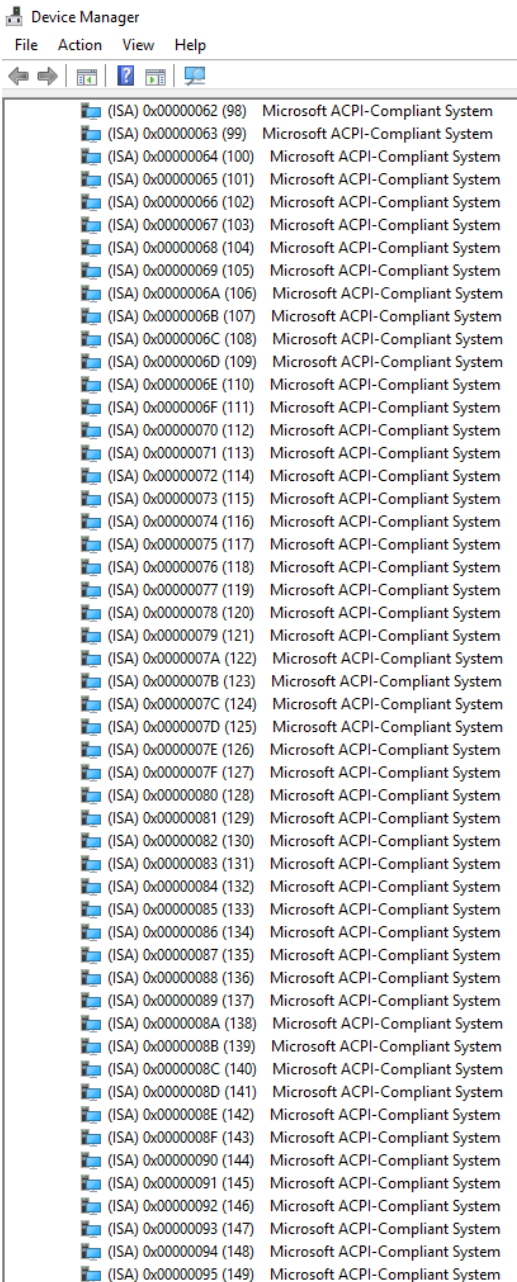 Device Manager
File Action View Help
(ISA) 0x00000062 (98) Microsoft ACPI-Compliant System
(ISA) 0x00000063 (99) Microsoft ACPI-Compliant System
(ISA) 0x00000064 (100) Microsoft ACPI-Compliant System
(ISA) 0x00000065 (101) Microsoft ACPI-Compliant System
(ISA) 0x00000066 (102) Microsoft ACPI-Compliant System
(ISA) 0x00000067 (103) Microsoft ACPI-Compliant System
(ISA) 0x00000068 (104) Microsoft ACPI-Compliant System
(ISA) 0x00000069 (105) Microsoft ACPI-Compliant System
(ISA) 0x0000006A (106) Microsoft ACPI-Compliant System
(ISA) 0x0000006B (107) Microsoft ACPI-Compliant System
(ISA) 0x0000006C (108) Microsoft ACPI-Compliant System
(ISA) 0x0000006D (109) Microsoft ACPI-Compliant System
(ISA) 0x0000006E (110) Microsoft ACPI-Compliant System
(ISA) 0x0000006F (111) Microsoft ACPI-Compliant System
(ISA) 0x00000070 (112) Microsoft ACPI-Compliant System
(ISA) 0x00000071 (113) Microsoft ACPI-Compliant System
(ISA) 0x00000072 (114) Microsoft ACPI-Compliant System
(ISA) 0x00000073 (115) Microsoft ACPI-Compliant System
(ISA) 0x00000074 (116) Microsoft ACPI-Compliant System
(ISA) 0x00000075 (117) Microsoft ACPI-Compliant System
(ISA) 0x00000076 (118) Microsoft ACPI-Compliant System
(ISA) 0x00000077 (119) Microsoft ACPI-Compliant System
(ISA) 0x00000078 (120) Microsoft ACPI-Compliant System
(ISA) 0x00000079 (121) Microsoft ACPI-Compliant System
(ISA) 0x0000007A (122) Microsoft ACPI-Compliant System
(ISA) 0x0000007B (123) Microsoft ACPI-Compliant System
(ISA) 0x0000007C (124) Microsoft ACPI-Compliant System
(ISA) 0x0000007D (125) Microsoft ACPI-Compliant System
(ISA) 0x0000007E (126) Microsoft ACPI-Compliant System
(ISA) 0x0000007F (127) Microsoft ACPI-Compliant System
(ISA) 0x00000080 (128) Microsoft ACPI-Compliant System
(ISA) 0x00000081 (129) Microsoft ACPI-Compliant System
(ISA) 0x00000082 (130) Microsoft ACPI-Compliant System
(ISA) 0x00000083 (131) Microsoft ACPI-Compliant System
(ISA) 0x00000084 (132) Microsoft ACPI-Compliant System
(ISA) 0x00000085 (133) Microsoft ACPI-Compliant System
(ISA) 0x00000086 (134) Microsoft ACPI-Compliant System
(ISA) 0x00000087 (135) Microsoft ACPI-Compliant System
(ISA) 0x00000088 (136) Microsoft ACPI-Compliant System
(ISA) 0x00000089 (137) Microsoft ACPI-Compliant System
(ISA) 0x0000008A (138) Microsoft ACPI-Compliant System
(ISA) 0x0000008B (139) Microsoft ACPI-Compliant System
(ISA) 0x0000008C (140) Microsoft ACPI-Compliant System
(ISA) 0x0000008D (141) Microsoft ACPI-Compliant System
(ISA) 0x0000008E (142) Microsoft ACPI-Compliant System
(ISA) 0x0000008F (143) Microsoft ACPI-Compliant System
(ISA) 0x00000090 (144) Microsoft ACPI-Compliant System
(ISA) 0x00000091 (145) Microsoft ACPI-Compliant System
(ISA) 0x00000092 (146) Microsoft ACPI-Compliant System
(ISA) 0x00000093 (147) Microsoft ACPI-Compliant System
(ISA) 0x00000094 (148) Microsoft ACPI-Compliant System
(ISA) 0x00000095 (149) Microsoft ACPI-Compliant System